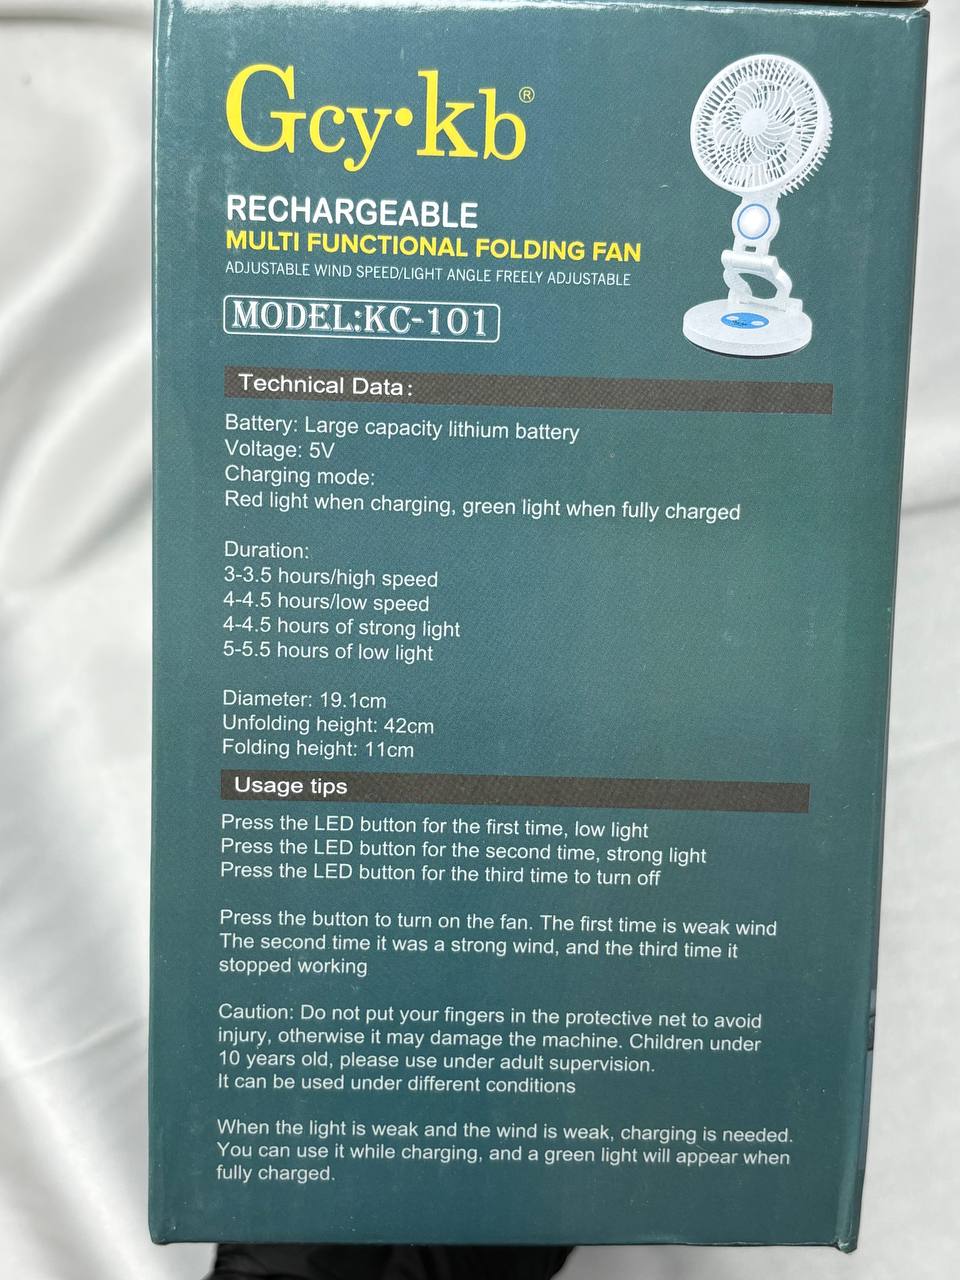 Gcy·kb®
RECHARGEABLE
MULTI FUNCTIONAL FOLDING FAN
ADJUSTABLE WIND SPEED/LIGHT ANGLE FREELY ADJUSTABLE
MODEL:KC-101
Technical Data:
Battery: Large capacity lithium battery
Voltage: 5V
Charging mode:
Red light when charging, green light when fully charged
Duration:
3-3.5 hours/high speed
4-4.5 hours/low speed
4-4.5 hours of strong light
5-5.5 hours of low light
Diameter: 19.1cm
Unfolding height: 42cm
Folding height: 11cm
Usage tips
Press the LED button for the first time, low light
Press the LED button for the second time, strong light
Press the LED button for the third time to turn off
Press the button to turn on the fan. The first time is weak wind
The second time it was a strong wind, and the third time it
stopped working
Caution: Do not put your fingers in the protective net to avoid
injury, otherwise it may damage the machine. Children under
10 years old, please use under adult supervision.
It can be used under different conditions
When the light is weak and the wind is weak, charging is needed.
You can use it while charging, and a green light will appear when
fully charged.